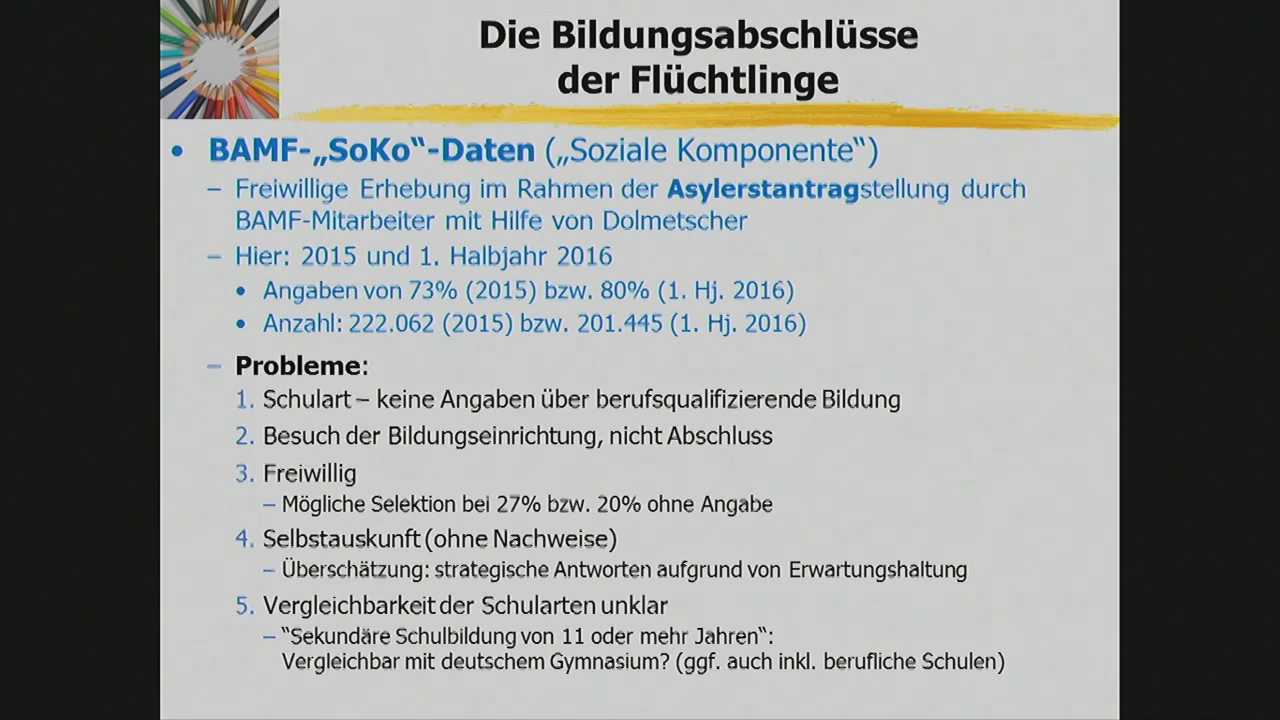 Die Bildungsabschlüsse
der Flüchtlinge
• BAMF-„SoKo“-Daten („Soziale Komponente“)
– Freiwillige Erhebung im Rahmen der Asylerstantragstellung durch
BAMF-Mitarbeiter mit Hilfe von Dolmetscher
– Hier: 2015 und 1. Halbjahr 2016
• Angaben von 73% (2015) bzw. 80% (1. Hj. 2016)
• Anzahl: 222.062 (2015) bzw. 201.445 (1. Hj. 2016)
– Probleme:
1. Schulart – keine Angaben über berufsqualifizierende Bildung
2. Besuch der Bildungseinrichtung, nicht Abschluss
3. Freiwillig
– Mögliche Selektion bei 27% bzw. 20% ohne Angabe
4. Selbstauskunft (ohne Nachweise)
– Überschätzung: strategische Antworten aufgrund von Erwartungshaltung
5. Vergleichbarkeit der Schularten unklar
– “Sekundäre Schulbildung von 11 oder mehr Jahren“:
Vergleichbar mit deutschem Gymnasium? (ggf. auch inkl. berufliche Schulen)